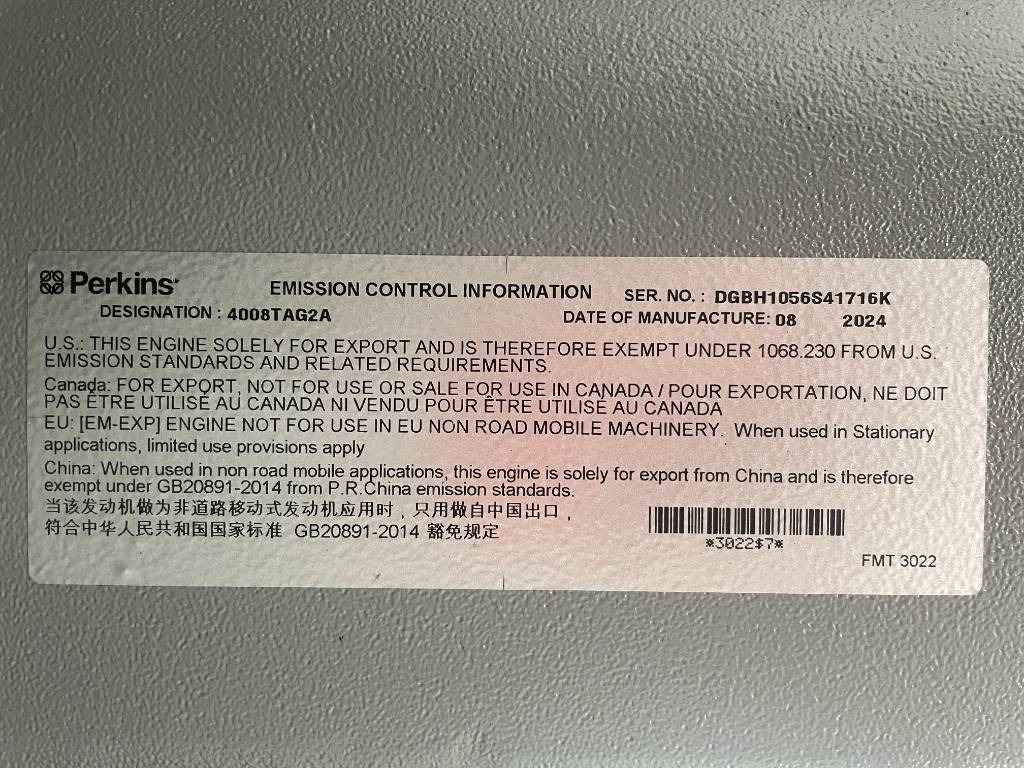 Perkins EMISSION CONTROL INFORMATION SER. NO. : DGBH1056S41716K
DESIGNATION : 4008TAG2A DATE OF MANUFACTURE: 08 2024
U.S.: THIS ENGINE SOLELY FOR EXPORT AND IS THEREFORE EXEMPT UNDER 1068.230 FROM U.S.
EMISSION STANDARDS AND RELATED REQUIREMENTS.
Canada: FOR EXPORT, NOT FOR USE OR SALE FOR USE IN CANADA / POUR EXPORTATION, NE DOIT
PAS ÊTRE UTILISE AU CANADA NI VENDU POUR ÊTRE UTILISÉ AU CANADA
EU: [EM-EXP] ENGINE NOT FOR USE IN EU NON ROAD MOBILE MACHINERY. When used in Stationary
applications, limited use provisions apply
China: When used in non road mobile applications, this engine is solely for export from China and is therefore
exempt under GB20891-2014 from P.R.China emission standards.
当该发动机做为非道路移动式发动机应用时，只用做自中国出口，
符合中华人民共和国国家标准 GB20891-2014 豁免规定
*3022$7*
FMT 3022